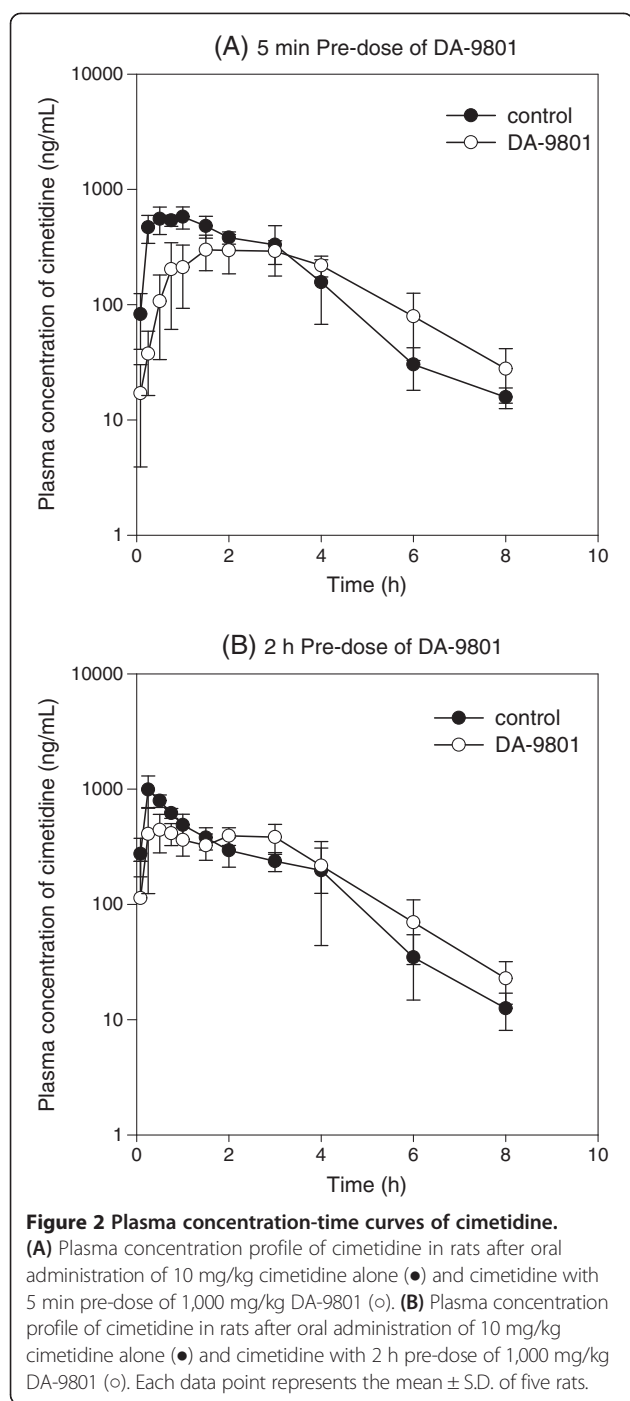 (A) 5 min Pre-dose of DA-9801
10000
1000
100
10
1
Plasma concentration of cimetidine (ng/mL)
control
DA-9801
0 2 4 6 8 10
Time (h)
(B) 2 h Pre-dose of DA-9801
10000
1000
100
10
1
Plasma concentration of cimetidine (ng/mL)
control
DA-9801
0 2 4 6 8 10
Time (h)
Figure 2 Plasma concentration-time curves of cimetidine.
(A) Plasma concentration profile of cimetidine in rats after oral
administration of 10 mg/kg cimetidine alone (●) and cimetidine with
5 min pre-dose of 1,000 mg/kg DA-9801 (○). (B) Plasma concentration
profile of cimetidine in rats after oral administration of 10 mg/kg
cimetidine alone (●) and cimetidine with 2 h pre-dose of 1,000 mg/kg
DA-9801 (○). Each data point represents the mean ± S.D. of five rats.